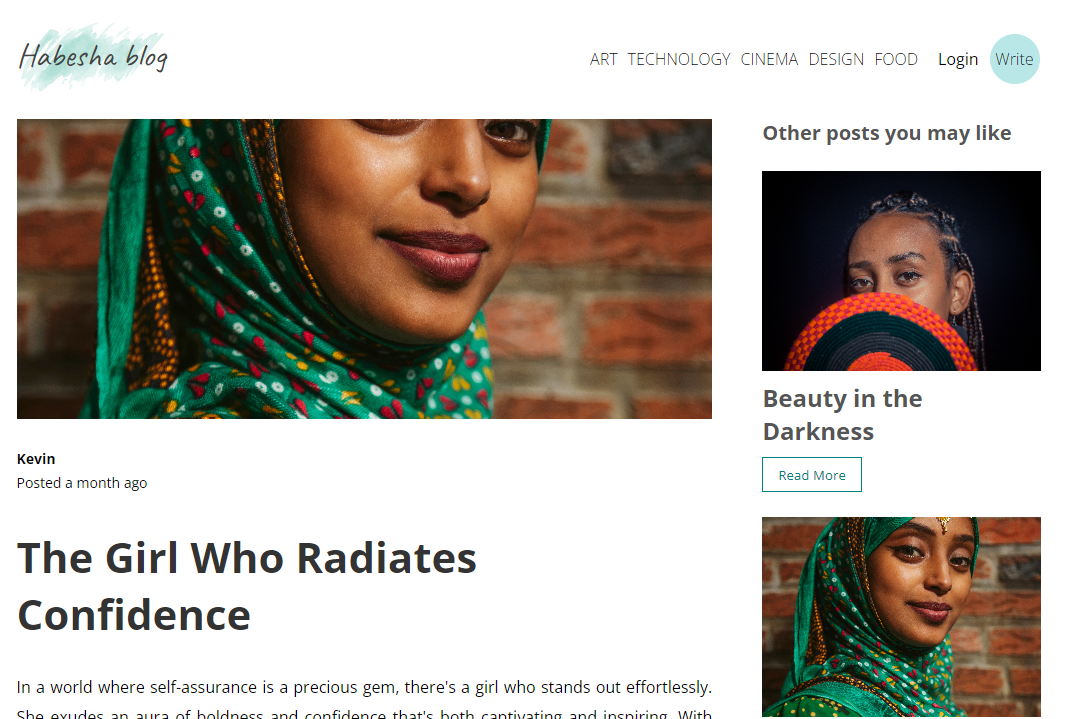 Habesha blog
ART TECHNOLOGY CINEMA DESIGN FOOD Login Write
Kevin
Posted a month ago
The Girl Who Radiates
Confidence
In a world where self-assurance is a precious gem, there's a girl who stands out effortlessly.
She exudes an aura of boldness and confidence that's both captivating and inspiring. With
Other posts you may like
Beauty in the
Darkness
Read More